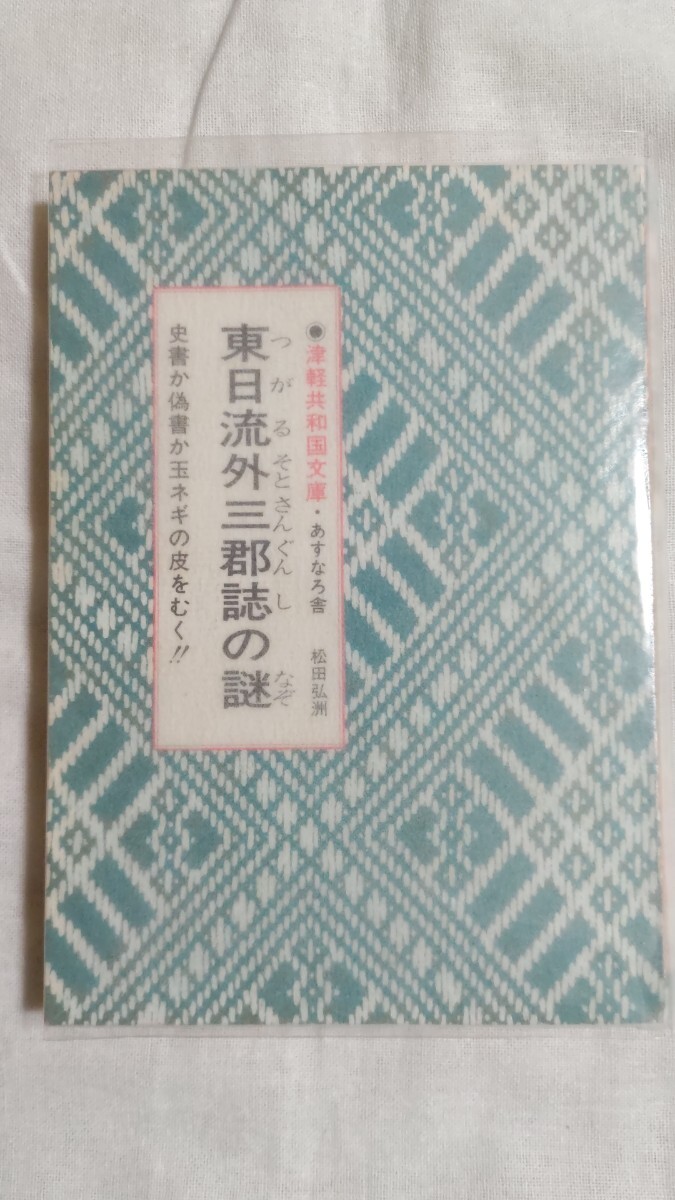 ◉津軽共和国文庫・あすなろ舎 松田弘洲
つがるそとさんぐんし なぞ
東日流外三郡誌の謎
史書か偽書か玉ネギの皮をむく!!